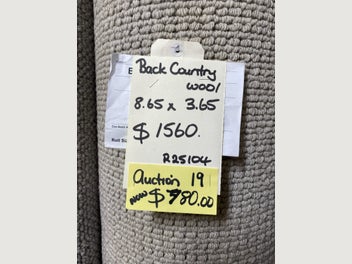 Back Country
wool
8.65 x 3.65
$1560.
R25104
Auction 19
NOW $780.00